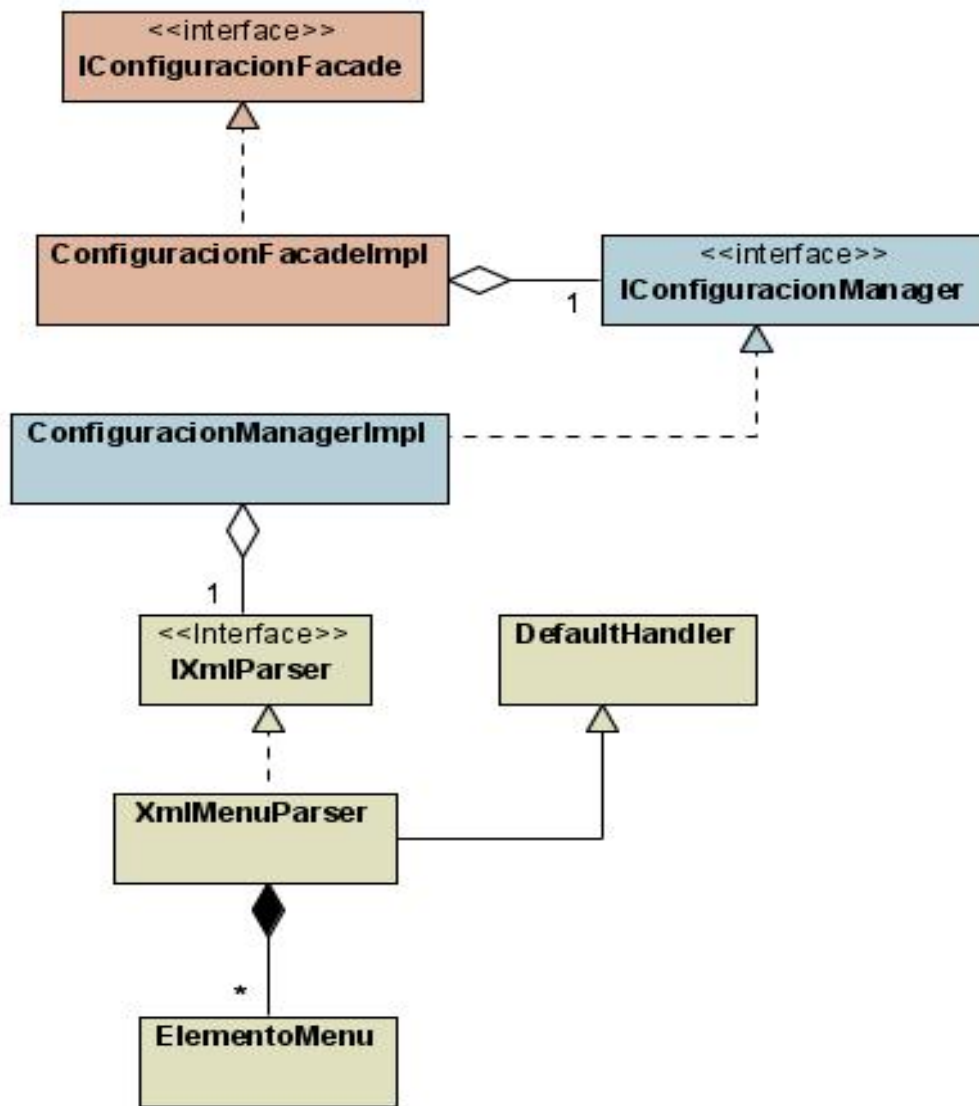 <<interface>>
IConfiguracionFacade
ConfiguracionFacadeImpl
<<interface>>
IConfiguracionManager
1
ConfiguracionManagerImpl
1
<<Interface>>
IXmlParser
DefaultHandler
XmlMenuParser
*
ElementoMenu